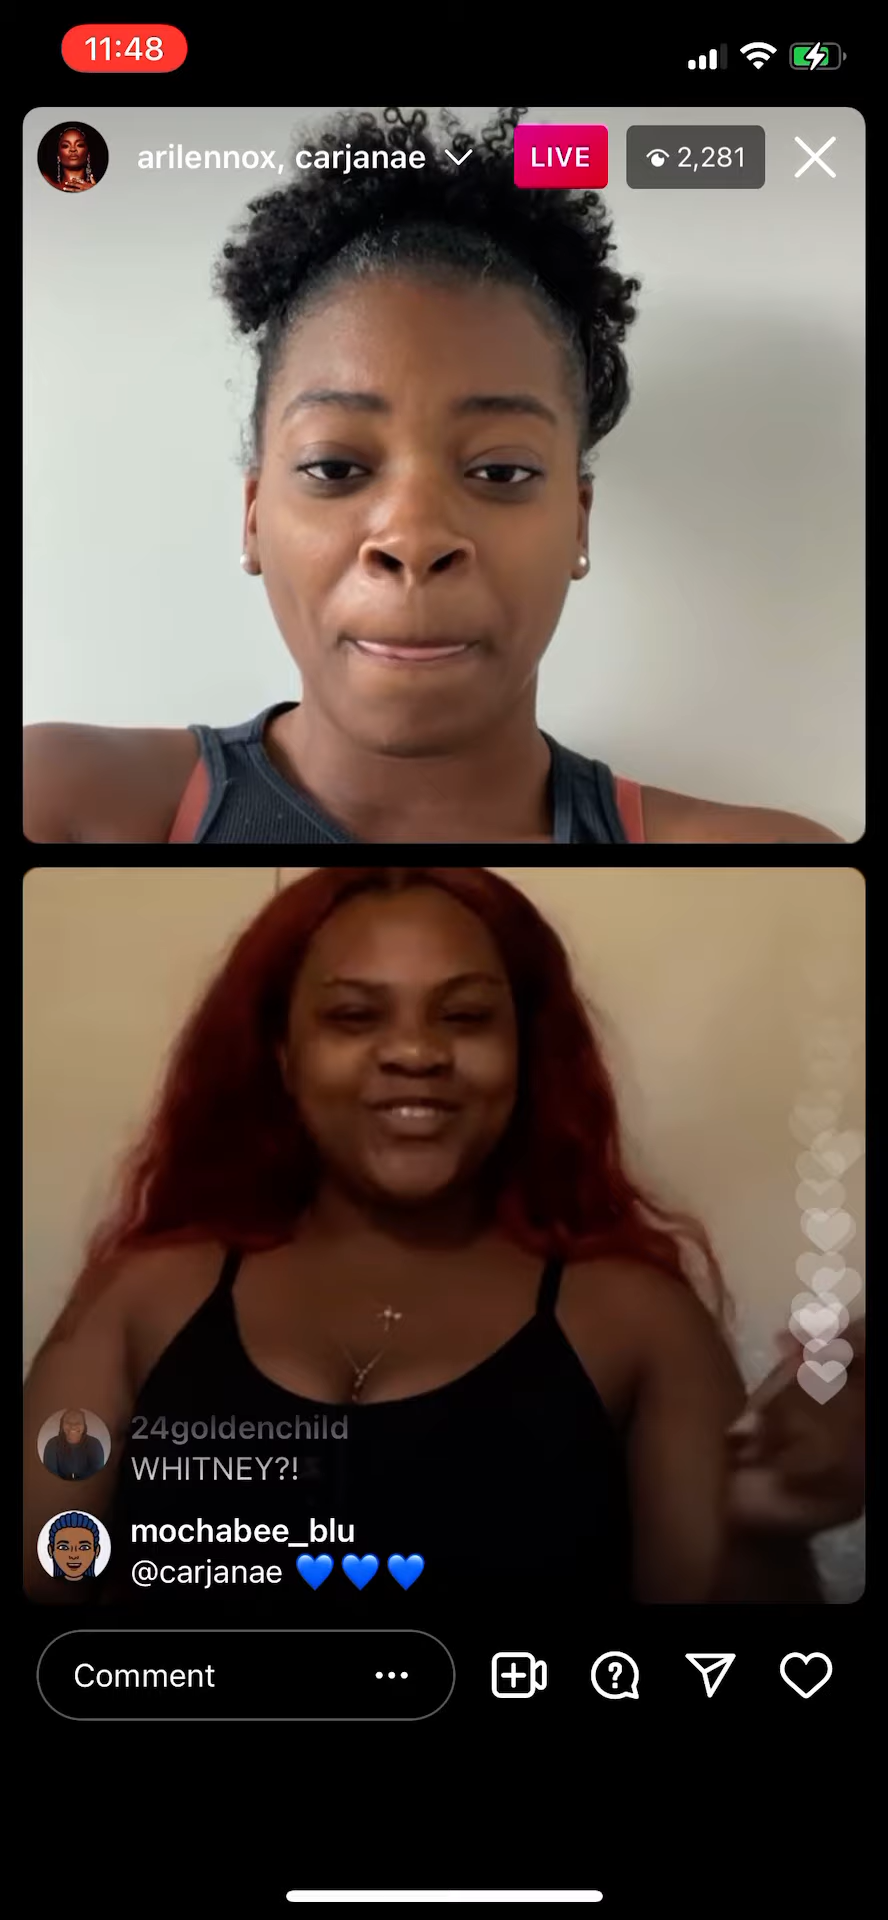 11:48
arilennox, carjanae
LIVE
2,281
24goldenchild
WHITNEY?!
mochabee_blu
@carjanae 💙💙💙
Comment